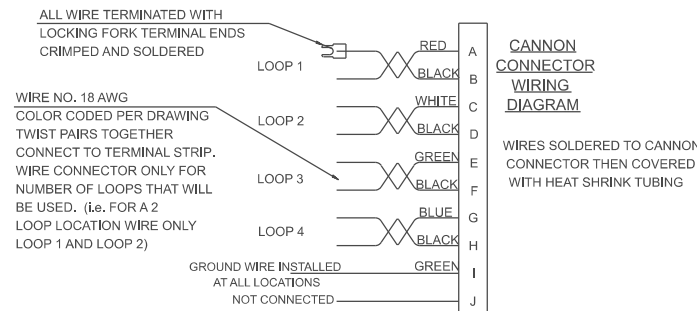 ALL WIRE TERMINATED WITH
LOCKING FORK TERMINAL ENDS
CRIMPED AND SOLDERED
WIRE NO. 18 AWG
COLOR CODED PER DRAWING
TWIST PAIRS TOGETHER
CONNECT TO TERMINAL STRIP.
WIRE CONNECTOR ONLY FOR
NUMBER OF LOOPS THAT WILL
BE USED. (i.e. FOR A 2
LOOP LOCATION WIRE ONLY
LOOP 1 AND LOOP 2)
LOOP 1
RED A
BLACK B
LOOP 2
WHITE C
BLACK D
LOOP 3
GREEN E
BLACK F
LOOP 4
BLUE G
BLACK H
GROUND WIRE INSTALLED GREEN I
AT ALL LOCATIONS
NOT CONNECTED J
CANNON
CONNECTOR
WIRING
DIAGRAM
WIRES SOLDERED TO CANNON
CONNECTOR THEN COVERED
WITH HEAT SHRINK TUBING